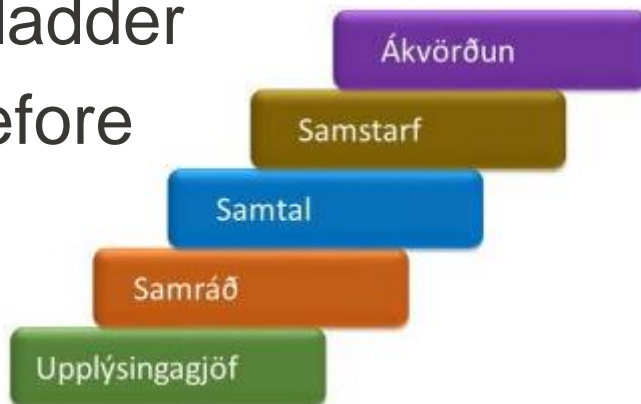 ladder
efore
Ákvörðun
Samstarf
Samtal
Samráð
Upplýsingagjöf